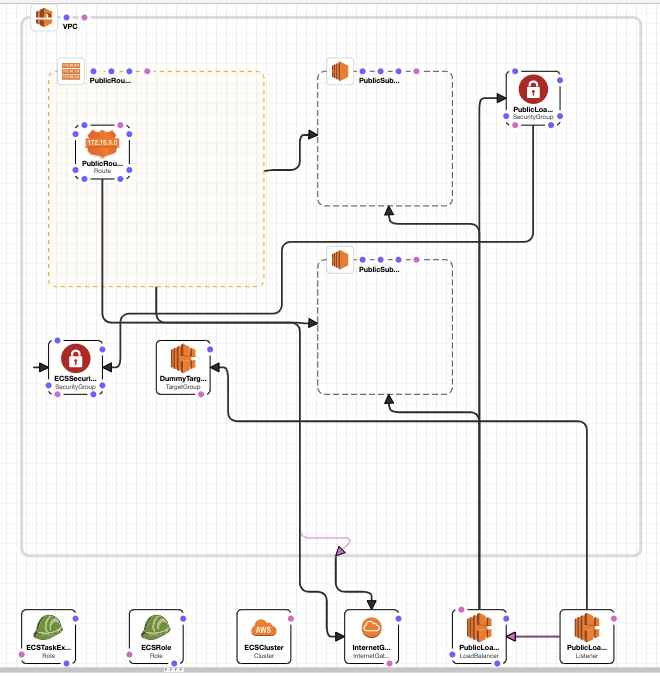 VPC
PublicRou...
PublicSub...
PublicLoa...
SecurityGroup
172.15.0.0
PublicRou...
Route
PublicSub...
ECSSecuri...
SecurityGroup
DummyTarg...
TargetGroup
ECSTaskEx...
Role
ECSRole
Role
AWS
ECSCluster
Cluster
InternetG...
InternetGat...
PublicLoa...
LoadBalancer
PublicLoa...
Listener